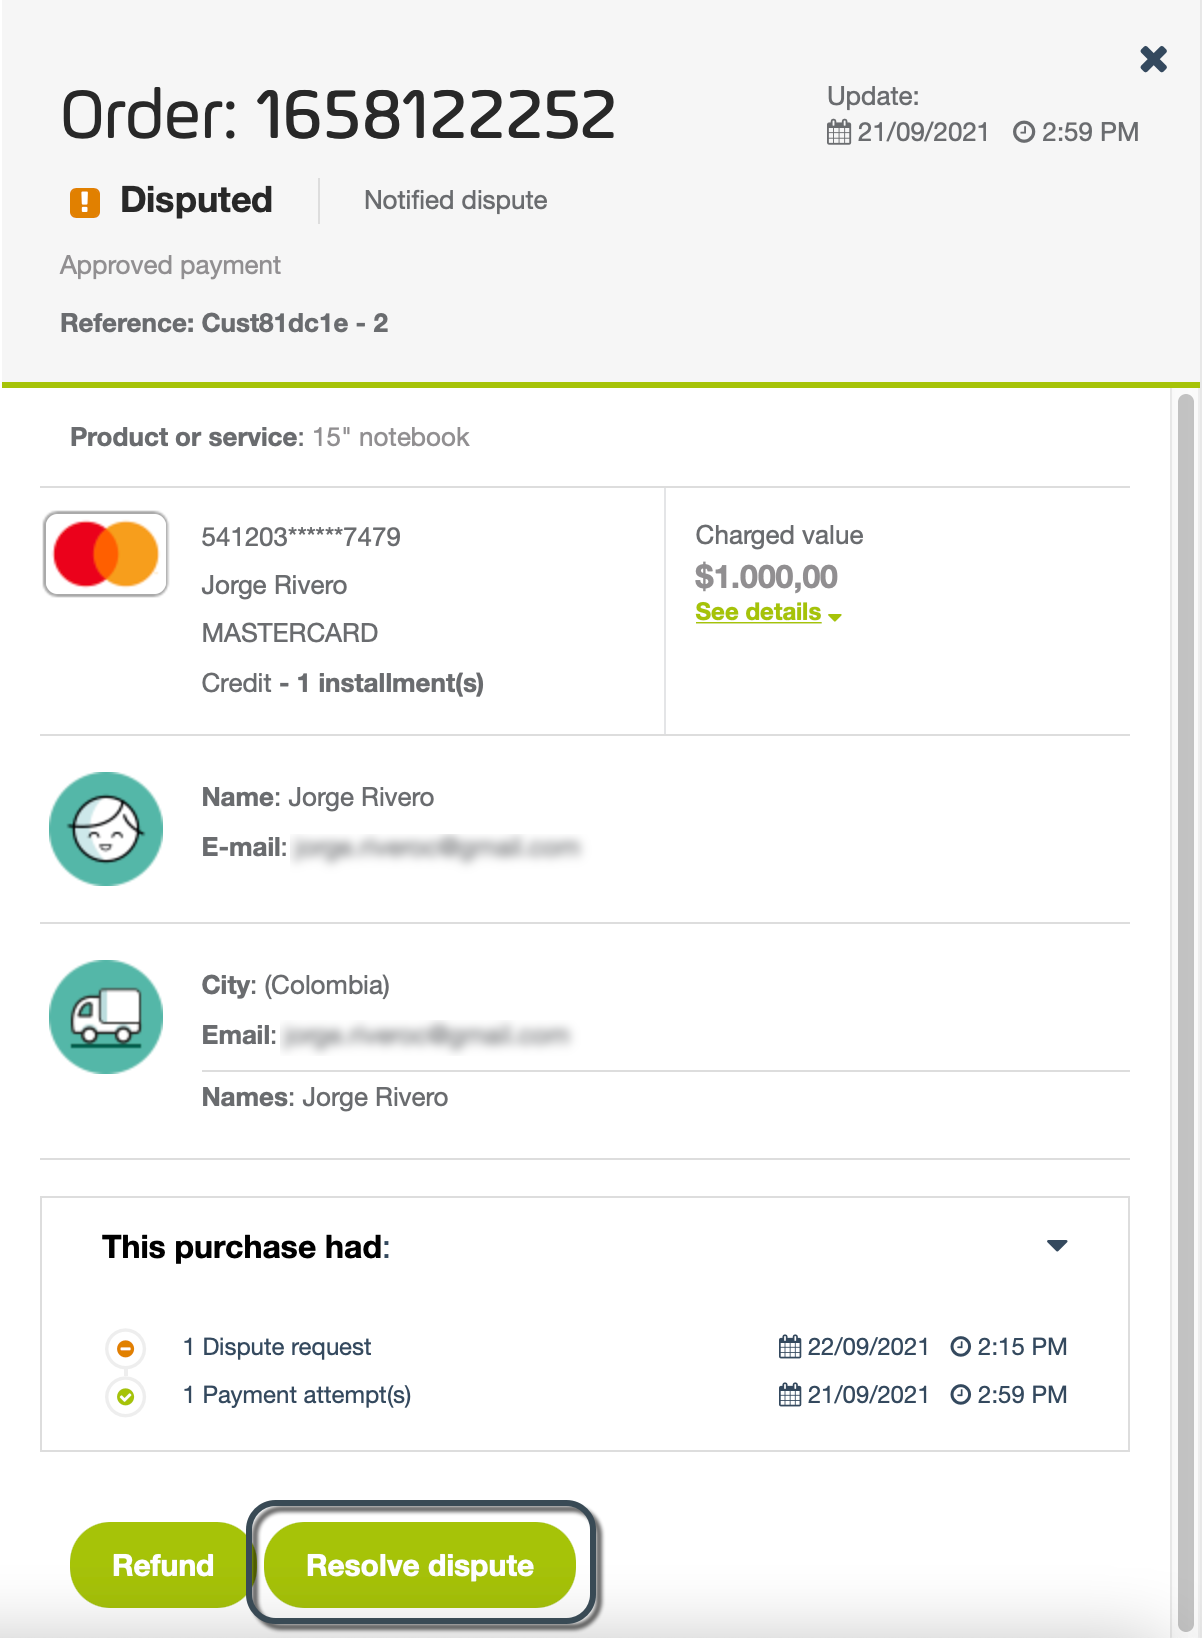 Order: 1658122252
Update:
21/09/2021 2:59 PM
Disputed
Notified dispute
Approved payment
Reference: Cust81dc1e - 2
Product or service: 15" notebook
541203******7479
Jorge Rivero
MASTERCARD
Credit - 1 installment(s)
Charged value
$1.000,00
See details
Name: Jorge Rivero
E-mail:
City: (Colombia)
Email:
Names: Jorge Rivero
This purchase had:
1 Dispute request 22/09/2021 2:15 PM
1 Payment attempt(s) 21/09/2021 2:59 PM
Refund
Resolve dispute